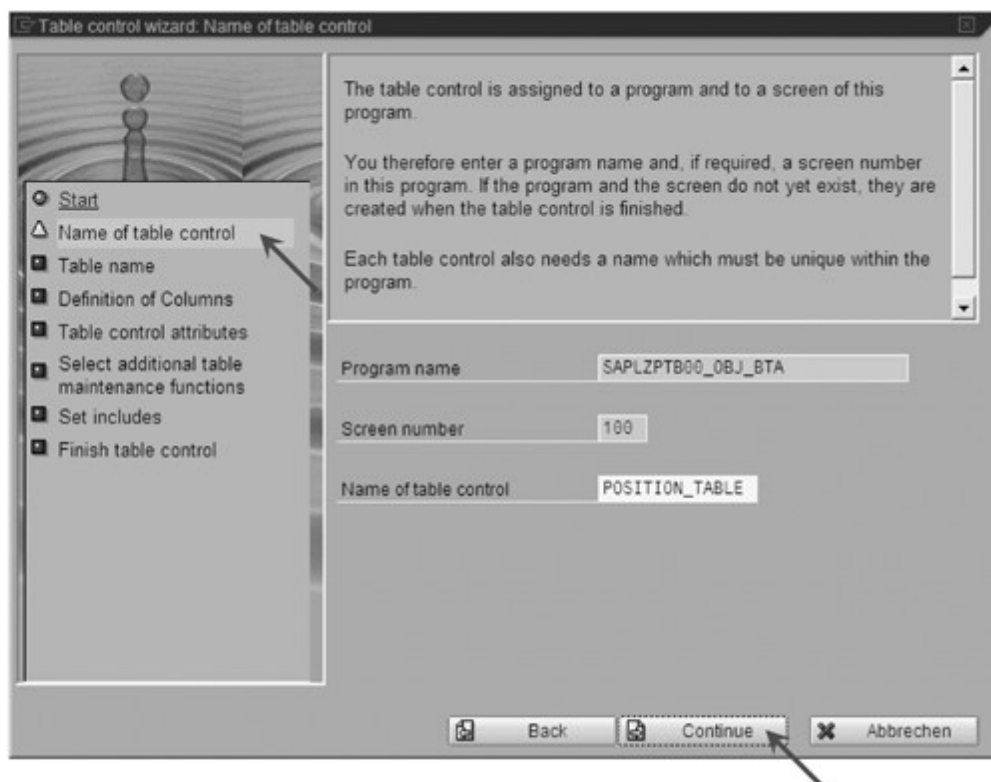 Table control wizard: Name of table control
Start
Name of table control
Table name
Definition of Columns
Table control attributes
Select additional table
maintenance functions
Set includes
Finish table control
The table control is assigned to a program and to a screen of this
program.
You therefore enter a program name and, if required, a screen number
in this program. If the program and the screen do not yet exist, they are
created when the table control is finished.
Each table control also needs a name which must be unique within the
program.
Program name SAPLZPTB00_OBJ_BTA
Screen number 100
Name of table control POSITION_TABLE
Back Continue Abbrechen